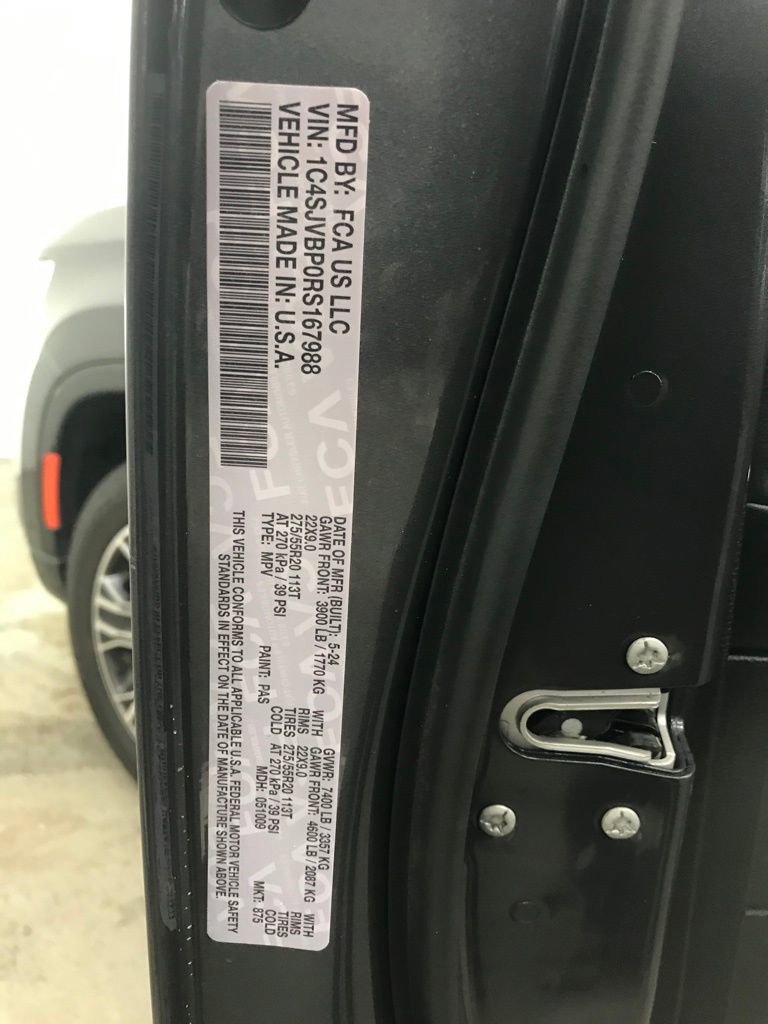 MFD BY: FCA US LLC
VIN: 1C4SJVBP0RS167988
VEHICLE MADE IN: U.S.A.
DATE OF MFR (BUILT): 5-24 GVWR: 7400 LB / 3357 KG
GAWR FRONT: 3900 LB / 1770 KG WITH GAWR FRONT: 4600 LB / 2087 KG WITH
22X9.0 RIMS 22X9.0 RIMS
275/55R20 113T TIRES 275/55R20 113T TIRES
AT 270 kPa / 39 PSI COLD AT 270 kPa / 39 PSI COLD
TYPE: MPV PAINT: PAS MDH: 051009 MKT: 875
THIS VEHICLE CONFORMS TO ALL APPLICABLE U.S.A. FEDERAL MOTOR VEHICLE SAFETY
STANDARDS IN EFFECT ON THE DATE OF MANUFACTURE SHOWN ABOVE.